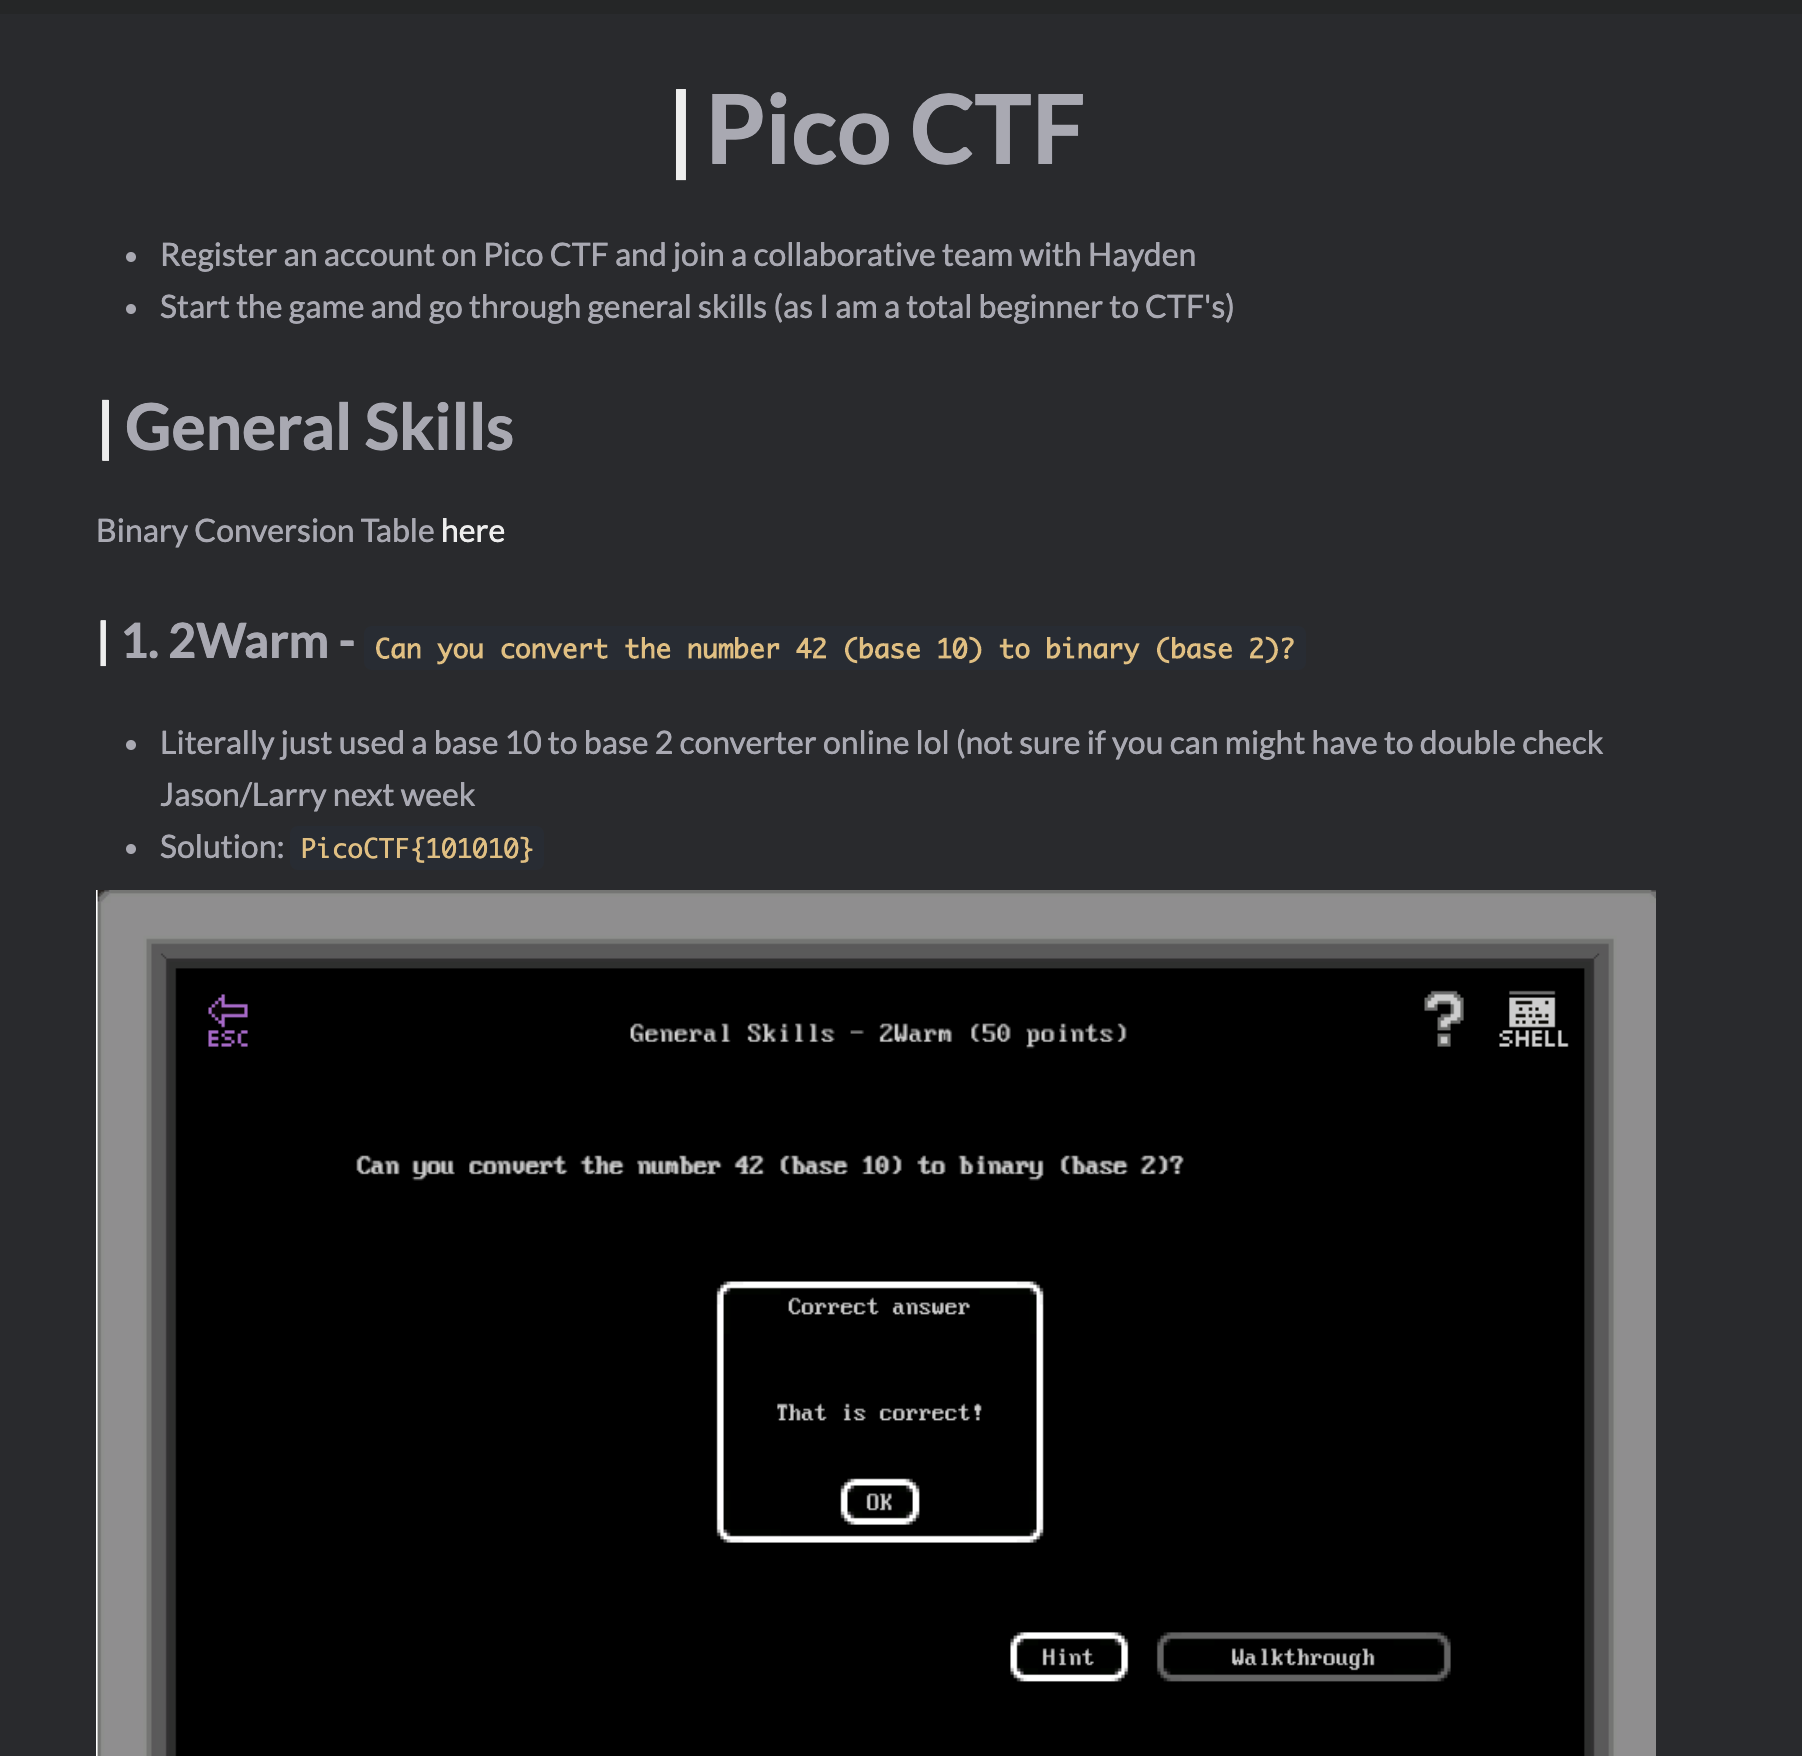 Pico CTF
Register an account on Pico CTF and join a collaborative team with Hayden
Start the game and go through general skills (as I am a total beginner to CTF's)
General Skills
Binary Conversion Table here
1. 2Warm - Can you convert the number 42 (base 10) to binary (base 2)?
Literally just used a base 10 to base 2 converter online lol (not sure if you can might have to double check
Jason/Larry next week
Solution: PicoCTF{101010}
ESC
General Skills - 2Warm (50 points)
?
SHELL
Can you convert the number 42 (base 10) to binary (base 2)?
Correct answer
That is correct!
OK
Hint
Walkthrough